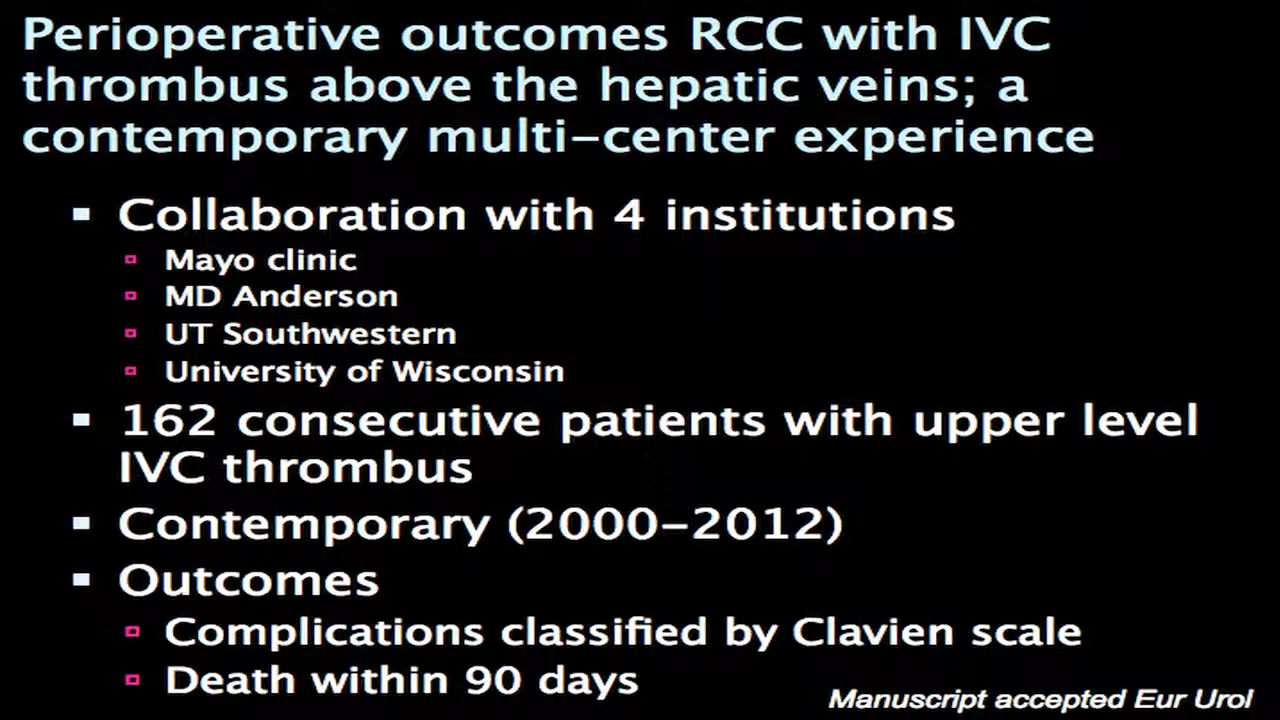 Perioperative outcomes RCC with IVC
thrombus above the hepatic veins; a
contemporary multi-center experience
Collaboration with 4 institutions
Mayo clinic
MD Anderson
UT Southwestern
University of Wisconsin
162 consecutive patients with upper level
IVC thrombus
Contemporary (2000-2012)
Outcomes
Complications classified by Clavien scale
Death within 90 days
Manuscript accepted Eur Urol